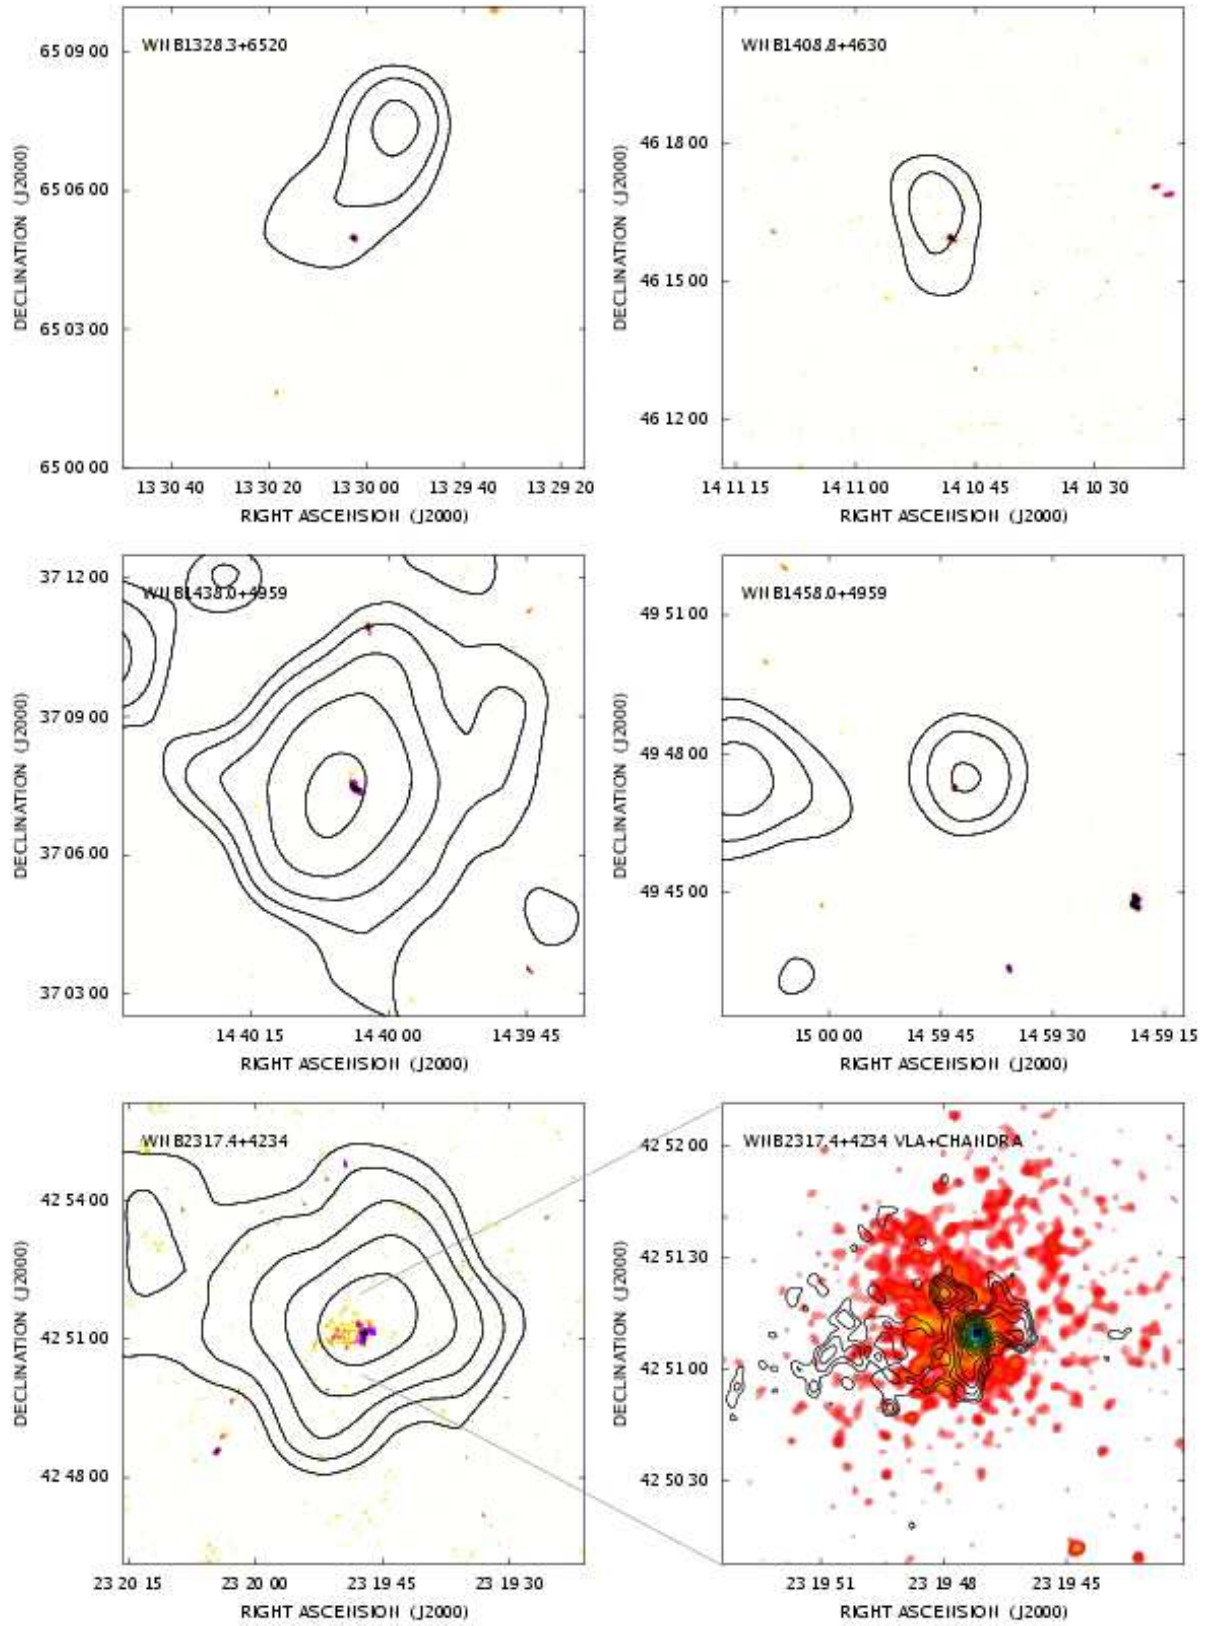 WNB1328.3+6520
65 09 00
65 06 00
65 03 00
65 00 00
DECLINATION (J2000)
13 30 40 13 30 20 13 30 00 13 29 40 13 29 20
RIGHT ASCENSION (J2000)
WNB1408.8+4630
46 18 00
46 15 00
46 12 00
DECLINATION (J2000)
14 11 15 14 11 00 14 10 45 14 10 30
RIGHT ASCENSION (J2000)
WNB1438.0+4959
37 12 00
37 09 00
37 06 00
37 03 00
DECLINATION (J2000)
14 40 15 14 40 00 14 39 45
RIGHT ASCENSION (J2000)
WNB1458.0+4959
49 51 00
49 48 00
49 45 00
DECLINATION (J2000)
15 00 00 14 59 45 14 59 30 14 59 15
RIGHT ASCENSION (J2000)
WNB2317.4+4234
42 54 00
42 51 00
42 48 00
DECLINATION (J2000)
23 20 15 23 20 00 23 19 45 23 19 30
RIGHT ASCENSION (J2000)
WNB2317.4+4234 VLA+CHANDRA
42 52 00
42 51 30
42 51 00
42 50 30
DECLINATION (J2000)
23 19 51 23 19 48 23 19 45
RIGHT ASCENSION (J2000)